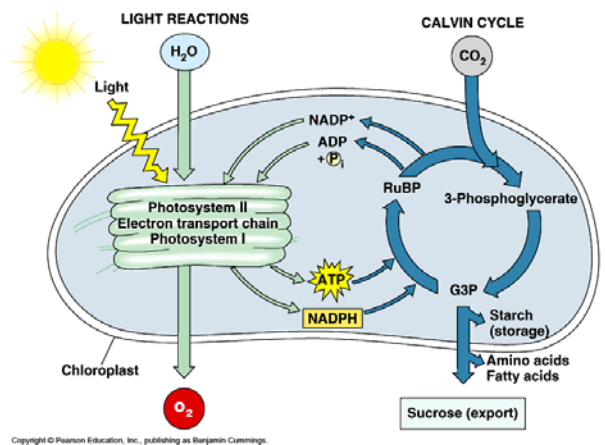 LIGHT REACTIONS
CALVIN CYCLE
H₂O
CO₂
Light
NADP⁺
ADP
+ Pᵢ
RuBP
3-Phosphoglycerate
Photosystem II
Electron transport chain
Photosystem I
ATP
NADPH
G3P
Starch
(storage)
Amino acids
Fatty acids
Chloroplast
O₂
Sucrose (export)
Copyright © Pearson Education, Inc., publishing as Benjamin Cummings.